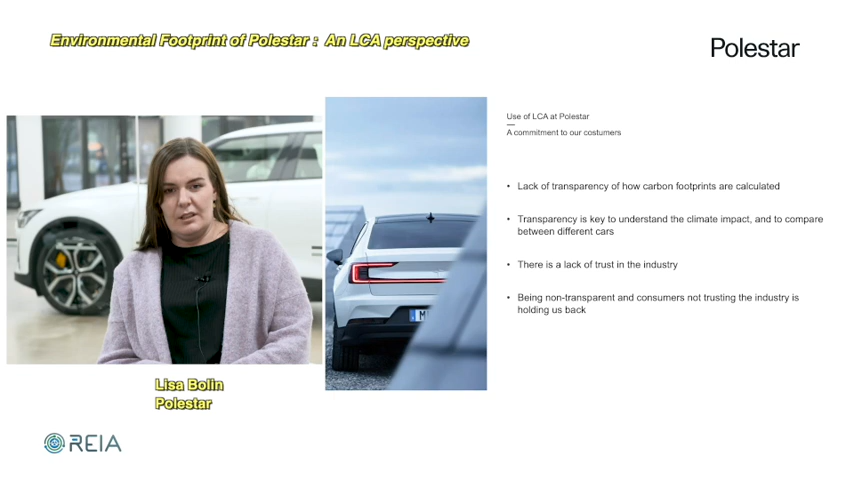 Environmental Footprint of Polestar : An LCA perspective
Polestar
Use of LCA at Polestar
A commitment to our costumers
• Lack of transparency of how carbon footprints are calculated
• Transparency is key to understand the climate impact, and to compare
between different cars
• There is a lack of trust in the industry
• Being non-transparent and consumers not trusting the industry is
holding us back
Lisa Bolin
Polestar
REIA